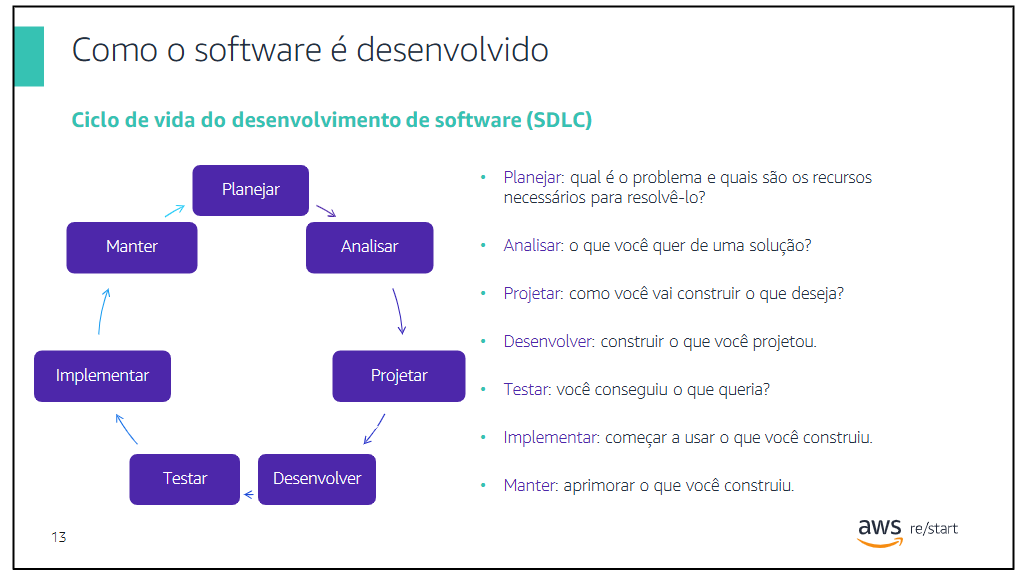 Como o software é desenvolvido
Ciclo de vida do desenvolvimento de software (SDLC)
Planejar
Analisar
Projetar
Desenvolver
Testar
Implementar
Manter
• Planejar: qual é o problema e quais são os recursos
necessários para resolvê-lo?
• Analisar: o que você quer de uma solução?
• Projetar: como você vai construir o que deseja?
• Desenvolver: construir o que você projetou.
• Testar: você conseguiu o que queria?
• Implementar: começar a usar o que você construiu.
• Manter: aprimorar o que você construiu.
13
aws re/start